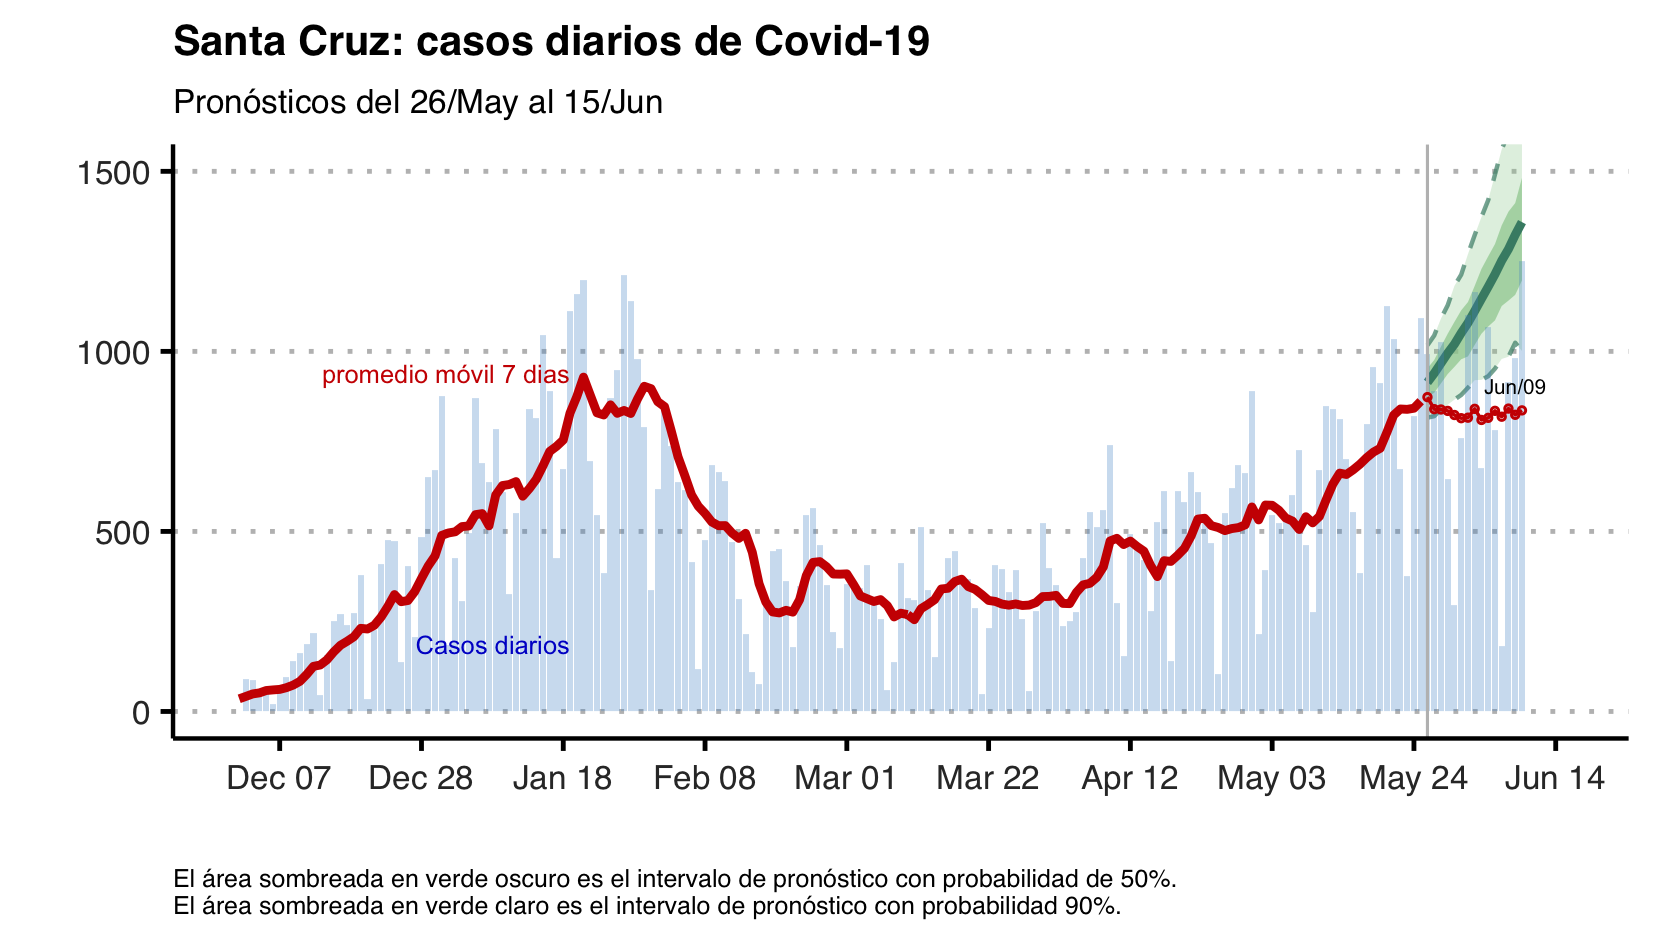 Santa Cruz: casos diarios de Covid-19
Pronósticos del 26/May al 15/Jun
1500
1000
500
0
promedio móvil 7 dias
Casos diarios
Jun/09
Dec 07 Dec 28 Jan 18 Feb 08 Mar 01 Mar 22 Apr 12 May 03 May 24 Jun 14
El área sombreada en verde oscuro es el intervalo de pronóstico con probabilidad de 50%.
El área sombreada en verde claro es el intervalo de pronóstico con probabilidad 90%.